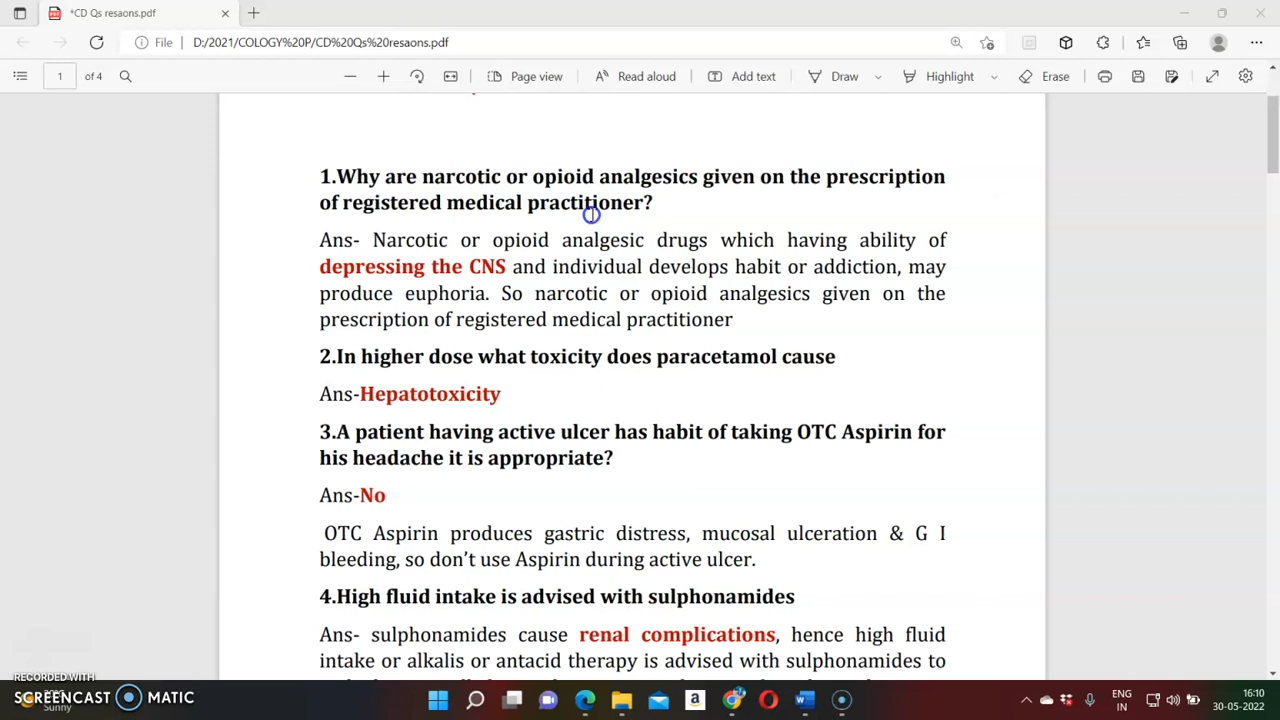 *CD Qs resaons.pdf
File D:/2021/COLOGY%20P/CD%20Qs%20resaons.pdf
1 of 4 Page view Read aloud Add text Draw Highlight Erase
1.Why are narcotic or opioid analgesics given on the prescription
of registered medical practitioner?
Ans- Narcotic or opioid analgesic drugs which having ability of
depressing the CNS and individual develops habit or addiction, may
produce euphoria. So narcotic or opioid analgesics given on the
prescription of registered medical practitioner
2.In higher dose what toxicity does paracetamol cause
Ans-Hepatotoxicity
3.A patient having active ulcer has habit of taking OTC Aspirin for
his headache it is appropriate?
Ans-No
OTC Aspirin produces gastric distress, mucosal ulceration & G I
bleeding, so don’t use Aspirin during active ulcer.
4.High fluid intake is advised with sulphonamides
Ans- sulphonamides cause renal complications, hence high fluid
intake or alkalis or antacid therapy is advised with sulphonamides to
RECORDED WITH
SCREENCAST MATIC
Sunny
ENG
IN
16:10
30-05-2022